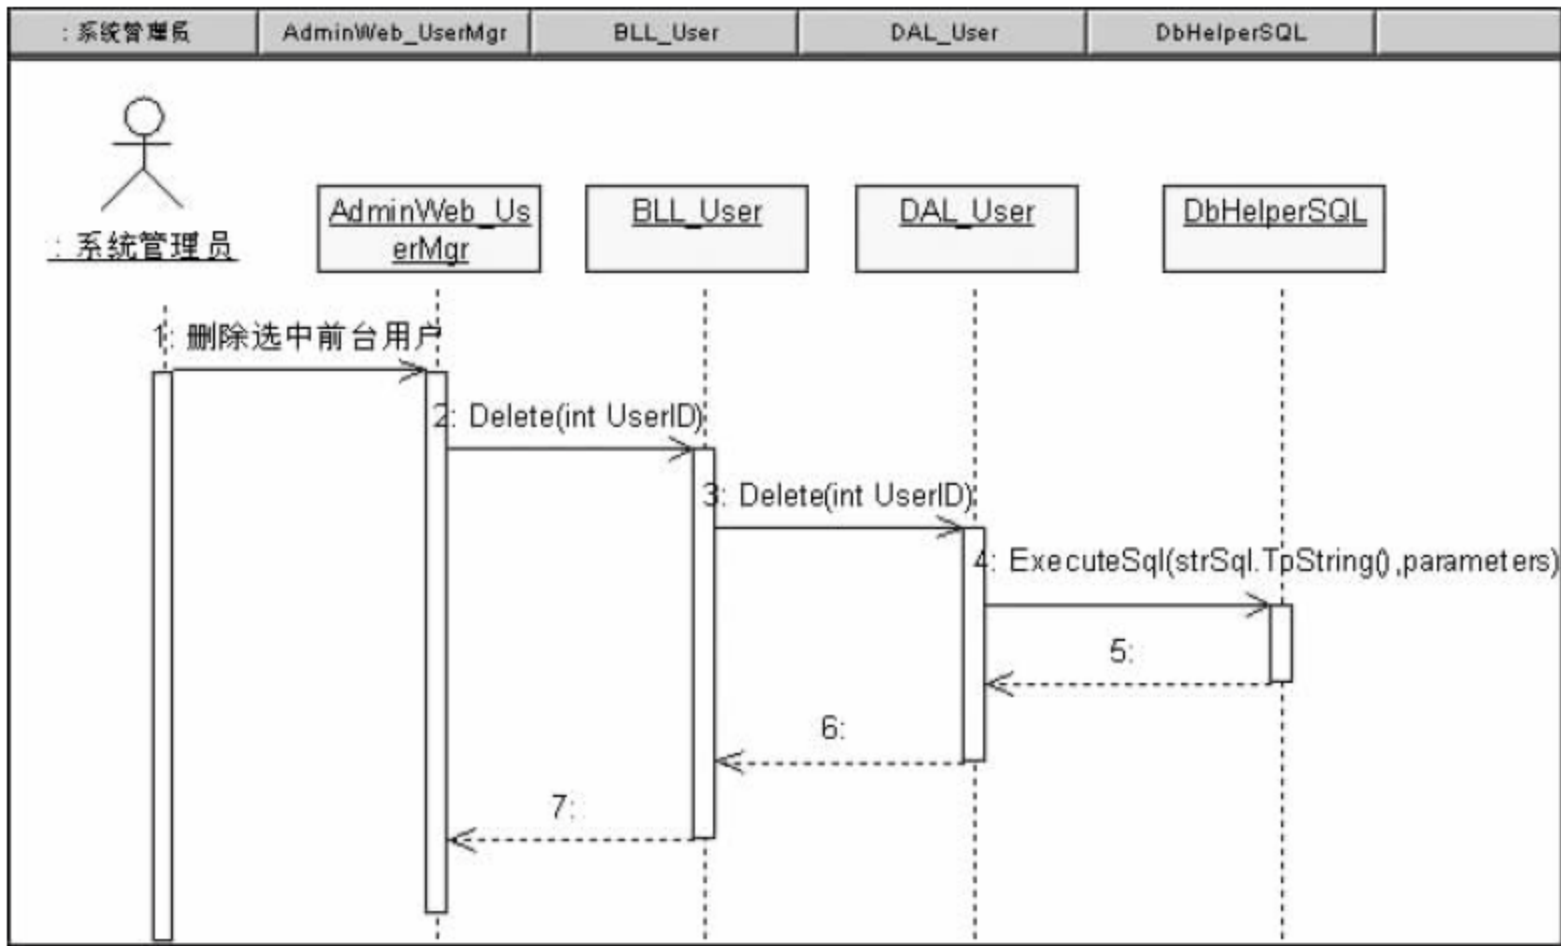 : 系统管理员 AdminWeb_UserMgr BLL_User DAL_User DbHelperSQL
AdminWeb_Us
erMgr
BLL_User
DAL_User
DbHelperSQL
: 系统管理员
1: 删除选中前台用户
2: Delete(int UserID)
3: Delete(int UserID)
4: ExecuteSql(strSql.ToString(),parameters)
5:
6:
7: